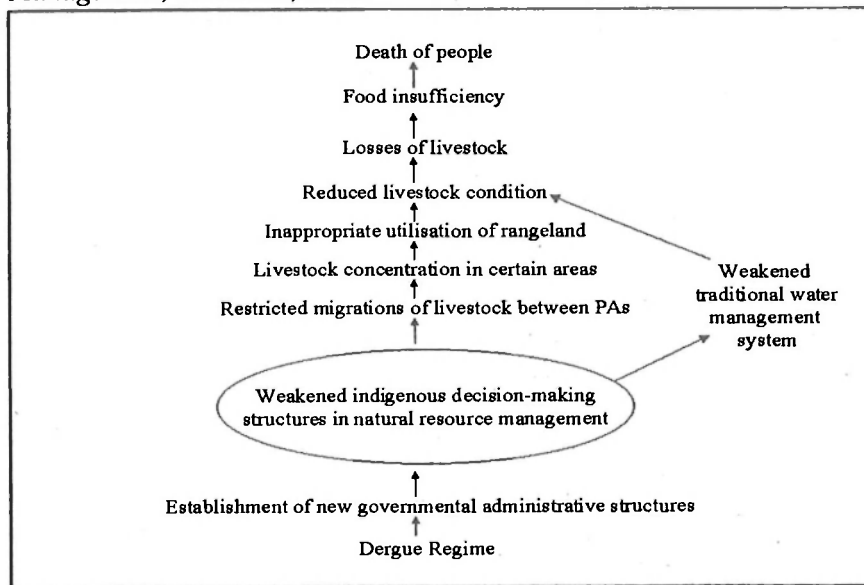 Death of people
Food insufficiency
Losses of livestock
Reduced livestock condition
Inappropriate utilisation of rangeland
Livestock concentration in certain areas
Restricted migrations of livestock between PAs
Weakened
traditional water
management
system
Weakened indigenous decision-making
structures in natural resource management
Establishment of new governmental administrative structures
Dergue Regime